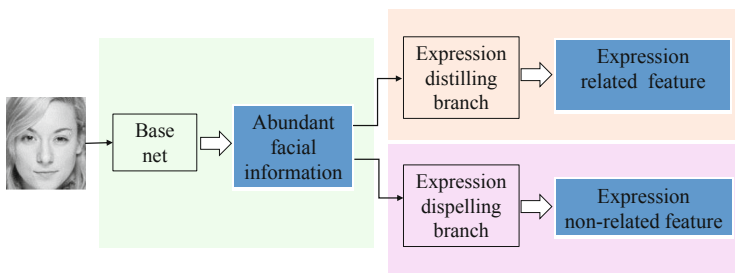 Base
net
Abundant
facial
information
Expression
distilling
branch
Expression
related feature
Expression
dispelling
branch
Expression
non-related feature